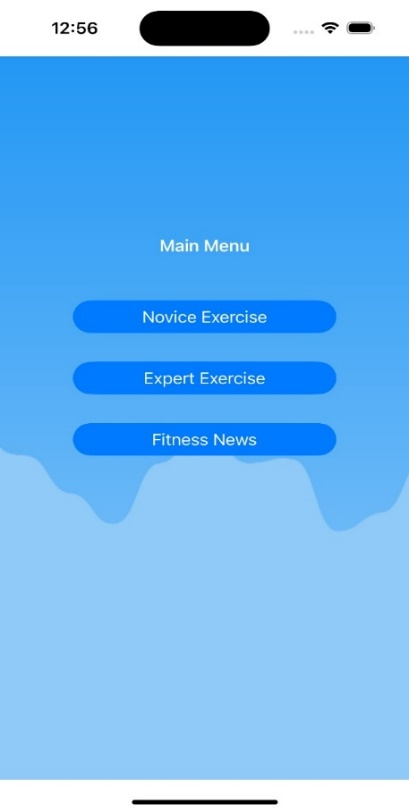 12:56
Main Menu
Novice Exercise
Expert Exercise
Fitness News